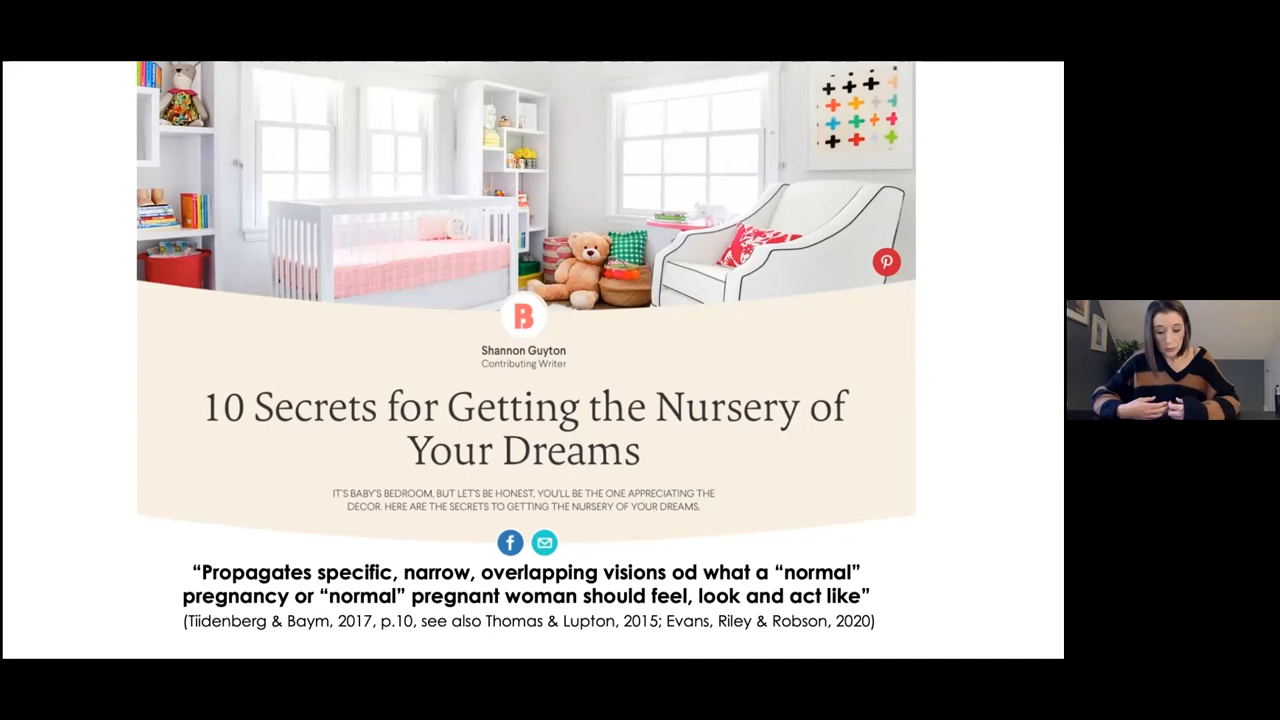 B
Shannon Guyton
Contributing Writer
10 Secrets for Getting the Nursery of
Your Dreams
IT'S BABY'S BEDROOM, BUT LET'S BE HONEST, YOU'LL BE THE ONE APPRECIATING THE
DECOR. HERE ARE THE SECRETS TO GETTING THE NURSERY OF YOUR DREAMS.
“Propagates specific, narrow, overlapping visions od what a “normal”
pregnancy or “normal” pregnant woman should feel, look and act like”
(Tiidenberg & Baym, 2017, p.10, see also Thomas & Lupton, 2015; Evans, Riley & Robson, 2020)